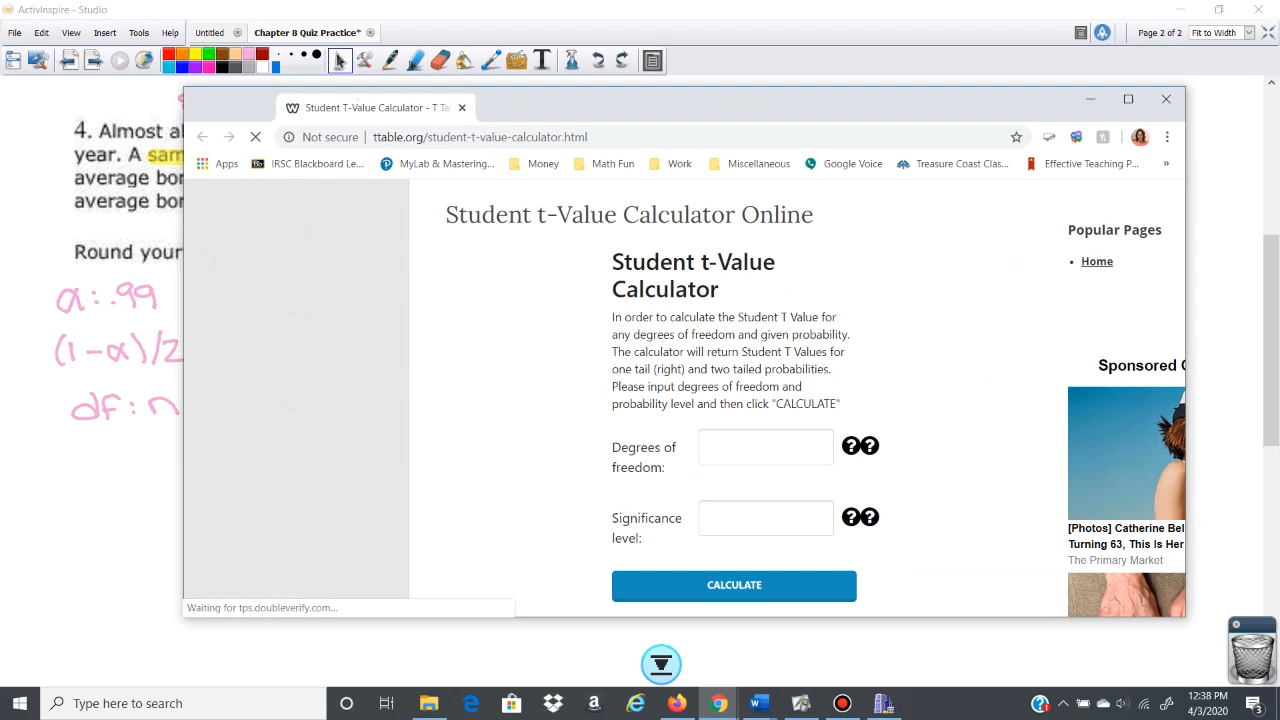 ActivInspire - Studio
File Edit View Insert Tools Help Untitled Chapter 8 Quiz Practice* Page 2 of 2 Fit to Width
4. Almost al
year. A sam
average bor
average bor
Round your
α: .99
(1-α)/2
df: n
Student T-Value Calculator - T Ta
Not secure | ttable.org/student-t-value-calculator.html
Apps IRSC Blackboard Le... MyLab & Mastering... Money Math Fun Work Miscellaneous Google Voice Treasure Coast Clas... Effective Teaching P... »
Student t-Value Calculator Online
Student t-Value
Calculator
In order to calculate the Student T Value for
any degrees of freedom and given probability.
The calculator will return Student T Values for
one tail (right) and two tailed probabilities.
Please input degrees of freedom and
probability level and then click "CALCULATE"
Degrees of
freedom:
??
Significance
level:
??
CALCULATE
Popular Pages
• Home
Sponsored C
[Photos] Catherine Bel
Turning 63, This Is Her
The Primary Market
Waiting for tps.doubleverify.com...
Type here to search
12:38 PM
4/3/2020
3